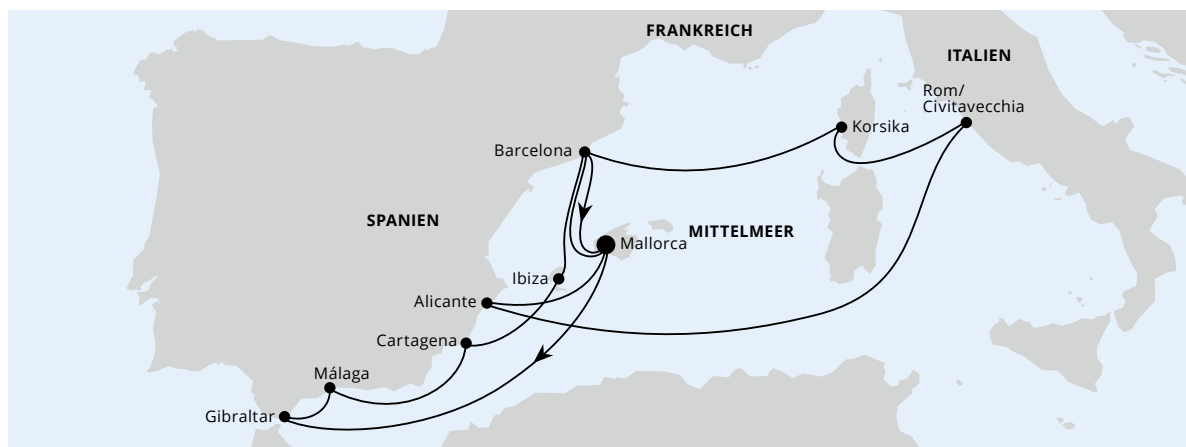 FRANKREICH
ITALIEN
Rom/
Civitavecchia
Korsika
Barcelona
SPANIEN
MITTELMEER
Mallorca
Ibiza
Alicante
Cartagena
Málaga
Gibraltar